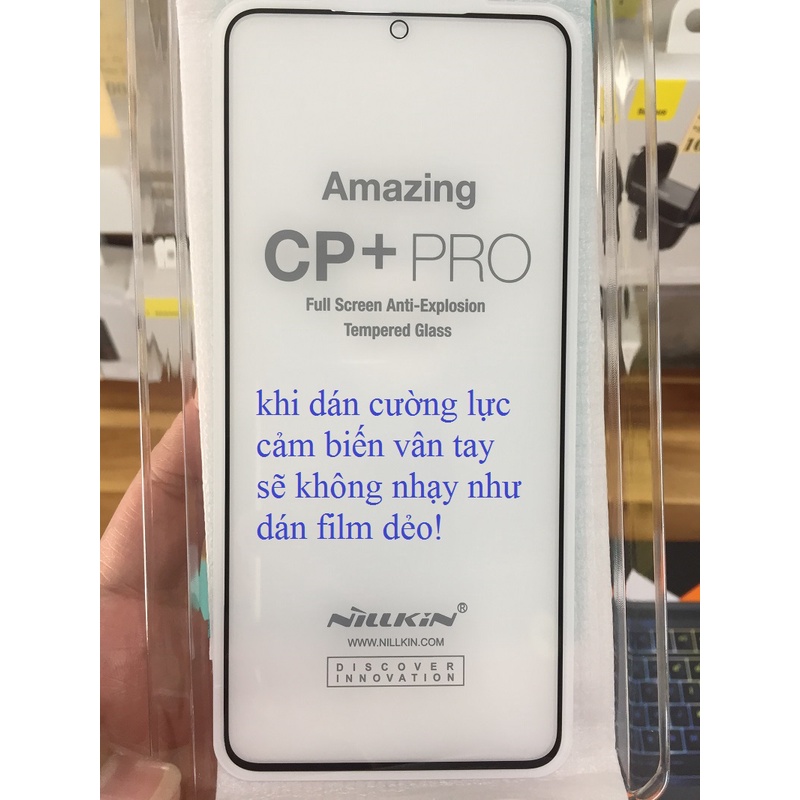 Amazing
CP+ PRO
Full Screen Anti-Explosion
Tempered Glass
khi dán cường lực
cảm biến vân tay
sẽ không nhạy như
dán film dẻo!
NILLKIN®
WWW.NILLKIN.COM
DISCOVER
INNOVATION